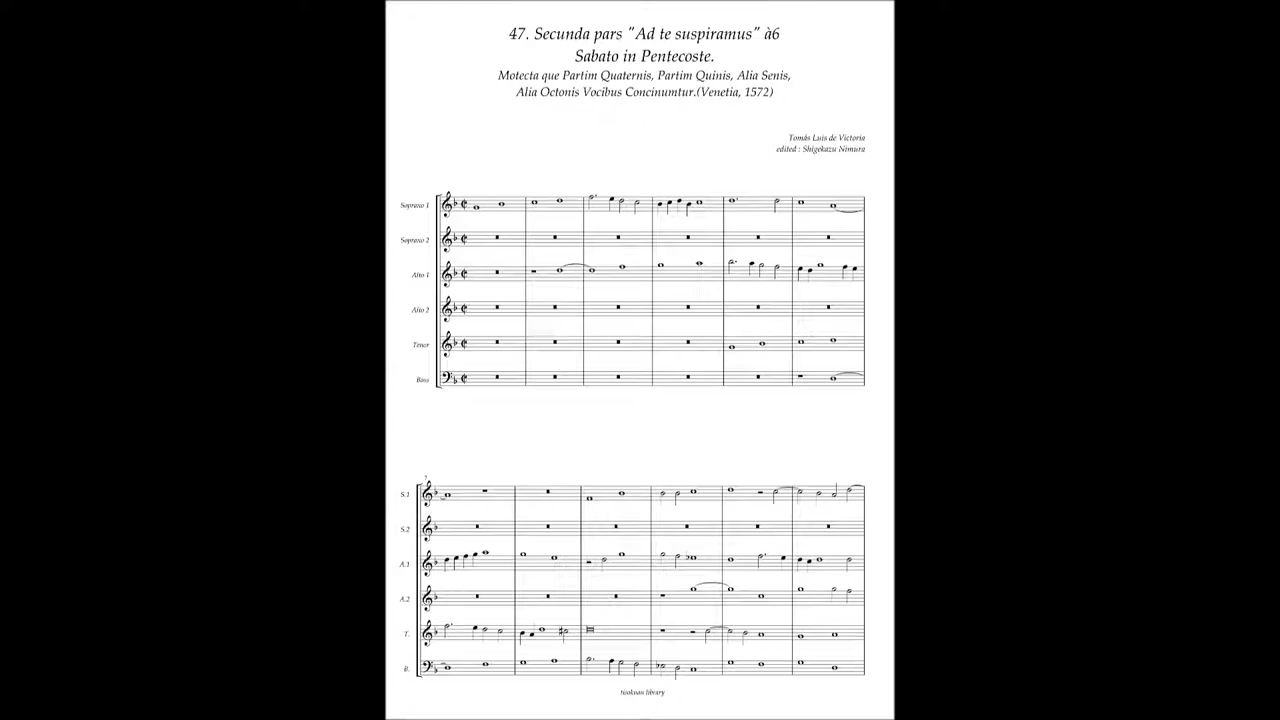 47. Secunda pars "Ad te suspiramus" à6
Sabato in Pentecoste.
Motecta que Partim Quaternis, Partim Quinis, Alia Senis,
Alia Octonis Vocibus Concinumtur.(Venetia, 1572)
Tomás Luis de Victoria
edited : Shigekazu Nimura
Soprano 1
Soprano 2
Alto 1
Alto 2
Tenor
Bass
7
S.1
S.2
A.1
A.2
T.
B.
library